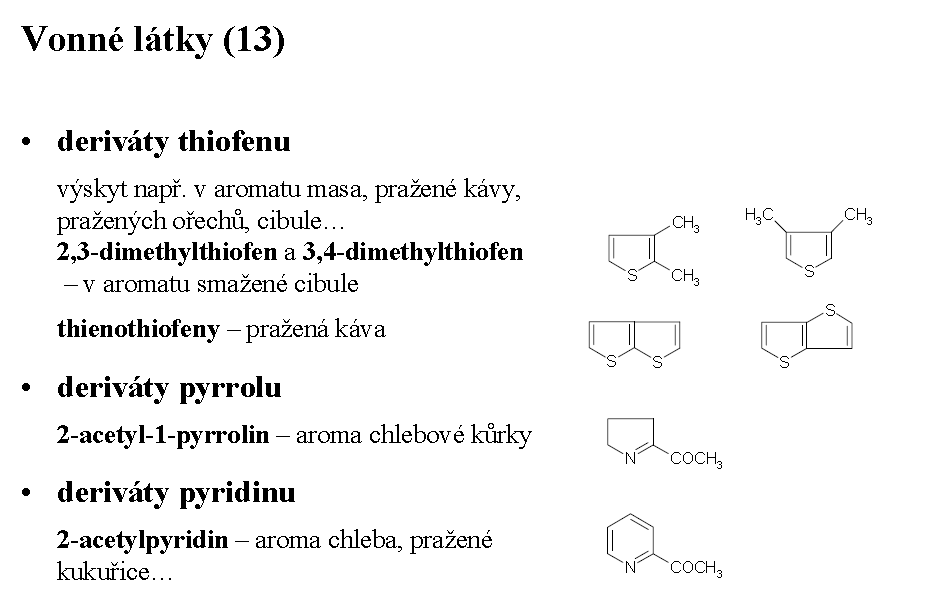 Vonné látky (13)
• deriváty thiofenu
výskyt např. v aromatu masa, pražené kávy,
pražených ořechů, cibule…
2,3-dimethylthiofen a 3,4-dimethylthiofen
– v aromatu smažené cibule
thienothiofeny – pražená káva
• deriváty pyrrolu
2-acetyl-1-pyrrolin – aroma chlebové kůrky
• deriváty pyridinu
2-acetylpyridin – aroma chleba, pražené
kukuřice…
CH3
S
CH3
H3C
CH3
S
S S
S
S
N
COCH3
N
COCH3